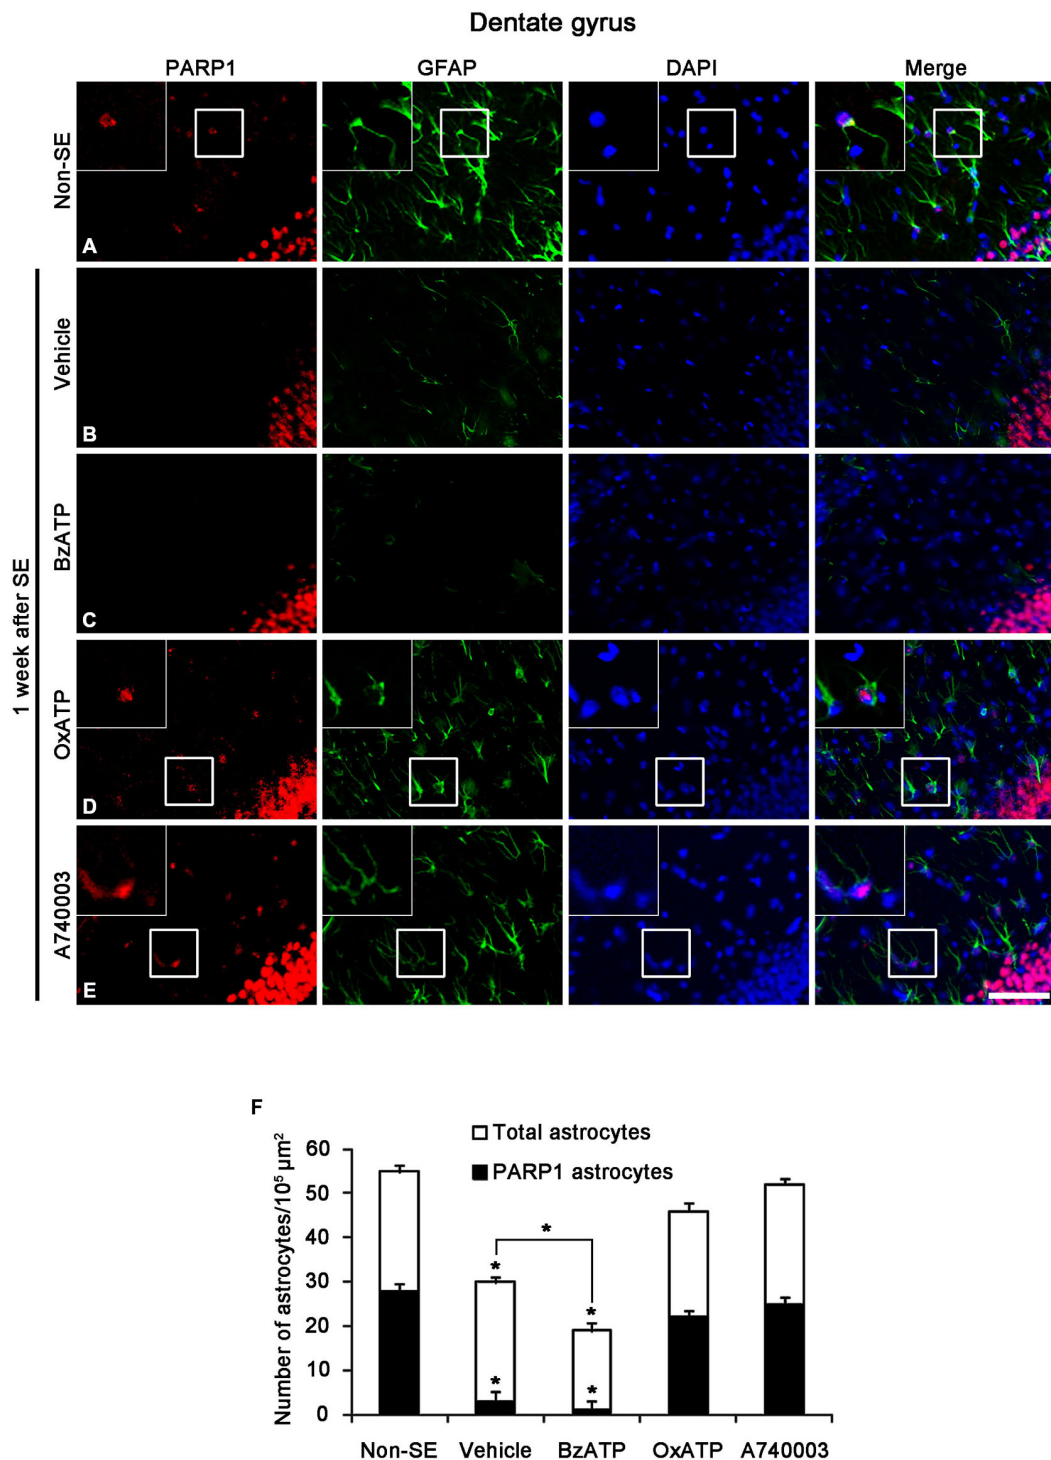 Dentate gyrus
PARP1 GFAP DAPI Merge
Non-SE
A
1 week after SE
Vehicle
B
BzATP
C
OxATP
D
A740003
E
F
Number of astrocytes/10⁵ µm²
Total astrocytes
PARP1 astrocytes
60
50
40
30
20
10
0
*
*
*
*
*
Non-SE Vehicle BzATP OxATP A740003